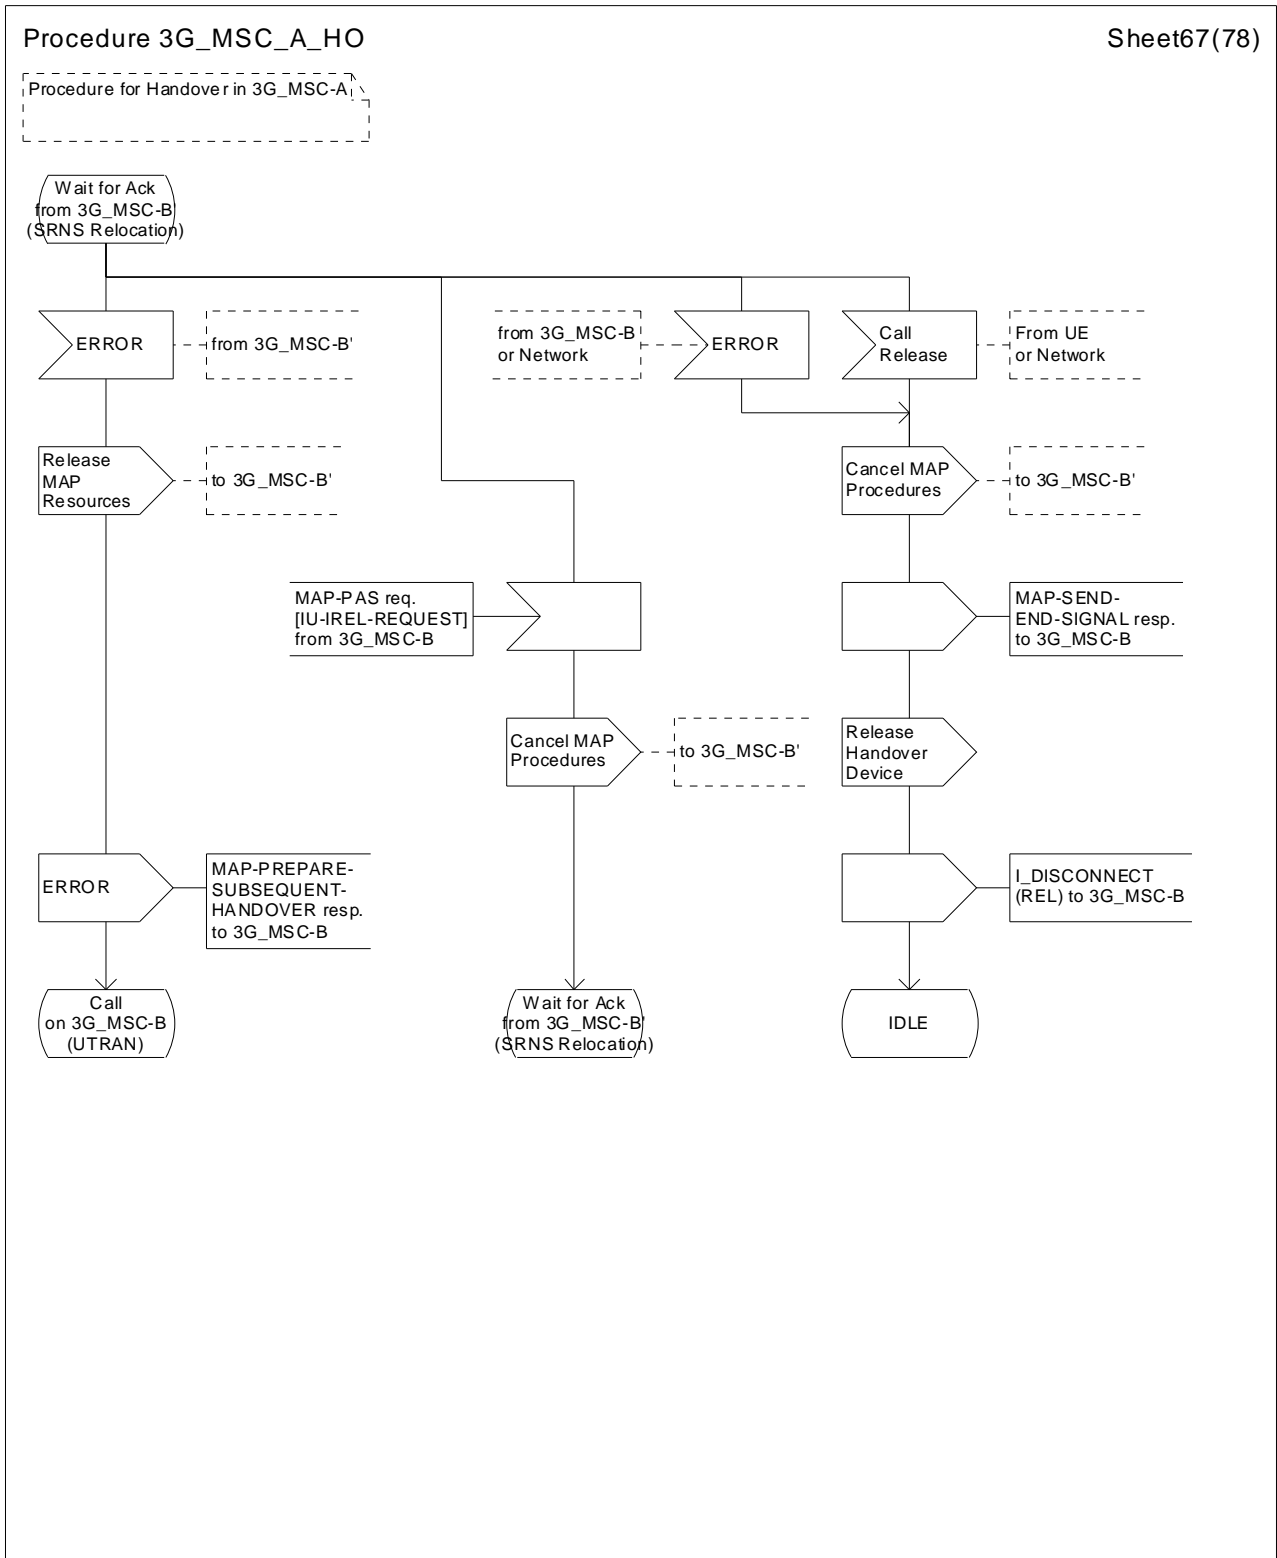 Procedure 3G_MSC_A_HO
Sheet67(78)
Procedure for Handover in 3G_MSC-A
Wait for Ack
from 3G_MSC-B'
(SRNS Relocation)
ERROR
from 3G_MSC-B'
from 3G_MSC-B
or Network
ERROR
Call
Release
From UE
or Network
Release
MAP
Resources
to 3G_MSC-B'
Cancel MAP
Procedures
to 3G_MSC-B'
MAP-PAS req.
[IU-IREL-REQUEST]
from 3G_MSC-B
MAP-SEND-
END-SIGNAL resp.
to 3G_MSC-B
Cancel MAP
Procedures
to 3G_MSC-B'
Release
Handover
Device
ERROR
MAP-PREPARE-
SUBSEQUENT-
HANDOVER resp.
to 3G_MSC-B
I_DISCONNECT
(REL) to 3G_MSC-B
Call
on 3G_MSC-B
(UTRAN)
Wait for Ack
from 3G_MSC-B'
(SRNS Relocation)
IDLE